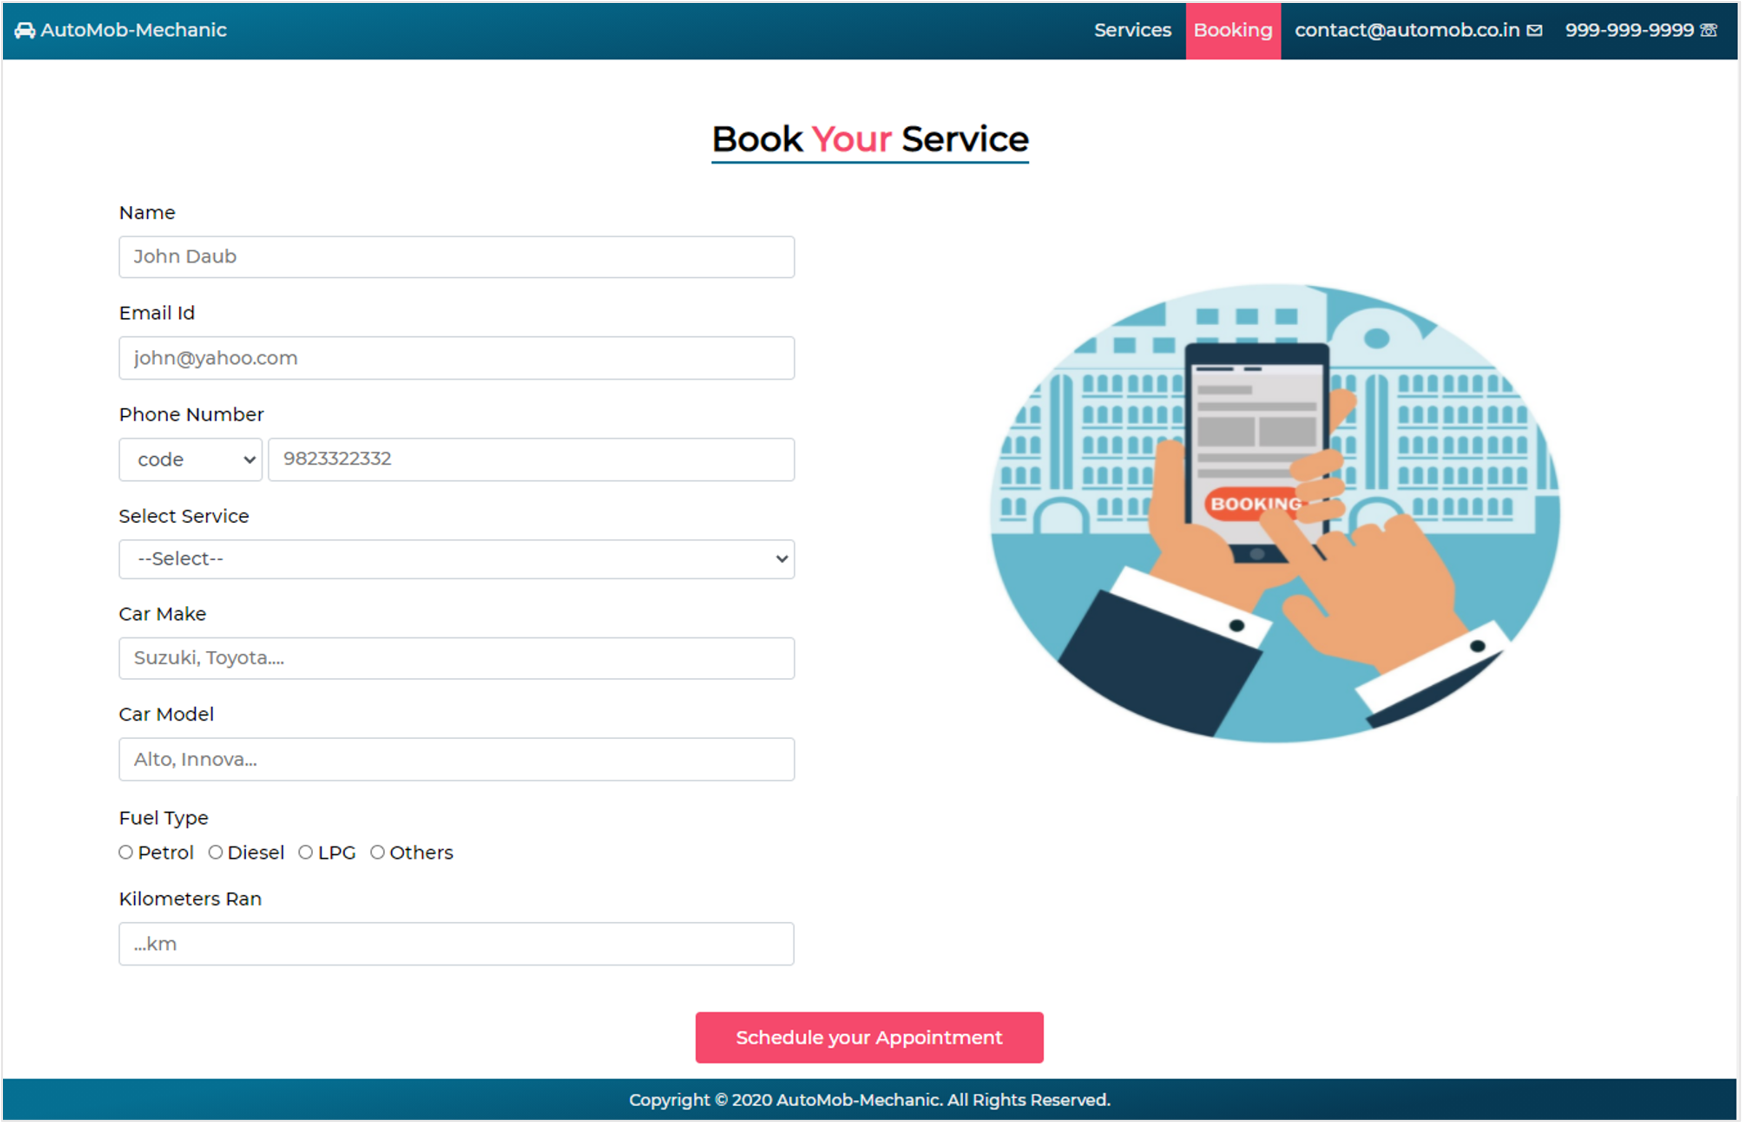 AutoMob-Mechanic
Services Booking contact@automob.co.in 999-999-9999
Book Your Service
Name
John Daub
Email Id
john@yahoo.com
Phone Number
code 9823322332
Select Service
--Select--
Car Make
Suzuki, Toyota....
Car Model
Alto, Innova...
Fuel Type
Petrol Diesel LPG Others
Kilometers Ran
...km
BOOKING
Schedule your Appointment
Copyright © 2020 AutoMob-Mechanic. All Rights Reserved.